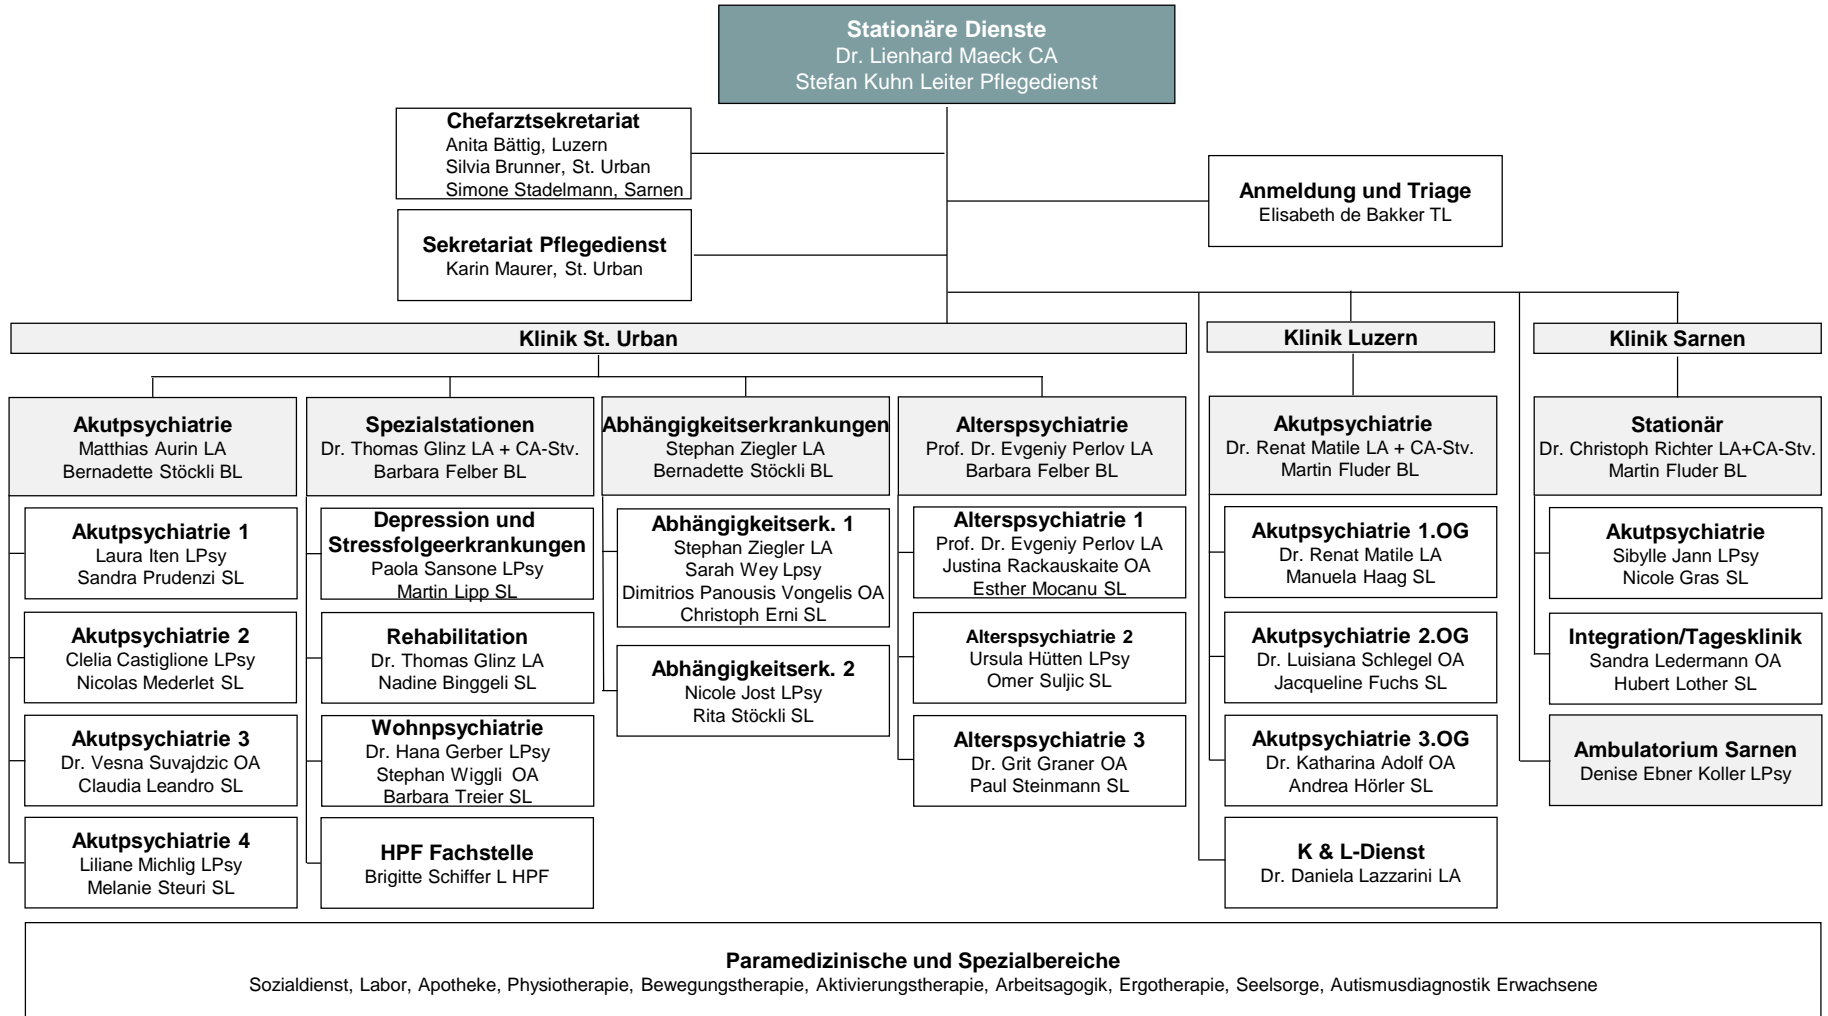 Stationäre Dienste
Dr. Lienhard Maeck CA
Stefan Kuhn Leiter Pflegedienst
Chefarztsekretariat
Anita Bättig, Luzern
Silvia Brunner, St. Urban
Simone Stadelmann, Sarnen
Anmeldung und Triage
Elisabeth de Bakker TL
Sekretariat Pflegedienst
Karin Maurer, St. Urban
Klinik St. Urban
Akutpsychiatrie
Matthias Aurin LA
Bernadette Stöckli BL
Akutpsychiatrie 1
Laura Iten LPsy
Sandra Prudenzi SL
Akutpsychiatrie 2
Clelia Castiglione LPsy
Nicolas Mederlet SL
Akutpsychiatrie 3
Dr. Vesna Suvajdzic OA
Claudia Leandro SL
Akutpsychiatrie 4
Liliane Michlig LPsy
Melanie Steuri SL
Spezialstationen
Dr. Thomas Glinz LA + CA-Stv.
Barbara Felber BL
Depression und
Stressfolgeerkrankungen
Paola Sansone LPsy
Martin Lipp SL
Rehabilitation
Dr. Thomas Glinz LA
Nadine Binggeli SL
Wohnpsychiatrie
Dr. Hana Gerber LPsy
Stephan Wiggli OA
Barbara Treier SL
HPF Fachstelle
Brigitte Schiffer L HPF
Abhängigkeitserkrankungen
Stephan Ziegler LA
Bernadette Stöckli BL
Abhängigkeitserk. 1
Stephan Ziegler LA
Sarah Wey Lpsy
Dimitrios Panousis Vongelis OA
Christoph Erni SL
Abhängigkeitserk. 2
Nicole Jost LPsy
Rita Stöckli SL
Alterspsychiatrie
Prof. Dr. Evgeniy Perlov LA
Barbara Felber BL
Alterspsychiatrie 1
Prof. Dr. Evgeniy Perlov LA
Justina Rackauskaite OA
Esther Mocanu SL
Alterspsychiatrie 2
Ursula Hütten LPsy
Omer Suljic SL
Alterspsychiatrie 3
Dr. Grit Graner OA
Paul Steinmann SL
Klinik Luzern
Akutpsychiatrie
Dr. Renat Matile LA + CA-Stv.
Martin Fluder BL
Akutpsychiatrie 1.OG
Dr. Renat Matile LA
Manuela Haag SL
Akutpsychiatrie 2.OG
Dr. Luisiana Schlegel OA
Jacqueline Fuchs SL
Akutpsychiatrie 3.OG
Dr. Katharina Adolf OA
Andrea Hörler SL
K & L-Dienst
Dr. Daniela Lazzarini LA
Klinik Sarnen
Stationär
Dr. Christoph Richter LA+CA-Stv.
Martin Fluder BL
Akutpsychiatrie
Sibylle Jann LPsy
Nicole Gras SL
Integration/Tagesklinik
Sandra Ledermann OA
Hubert Lother SL
Ambulatorium Sarnen
Denise Ebner Koller LPsy
Paramedizinische und Spezialbereiche
Sozialdienst, Labor, Apotheke, Physiotherapie, Bewegungstherapie, Aktivierungstherapie, Arbeitsagogik, Ergotherapie, Seelsorge, Autismusdiagnostik Erwachsene